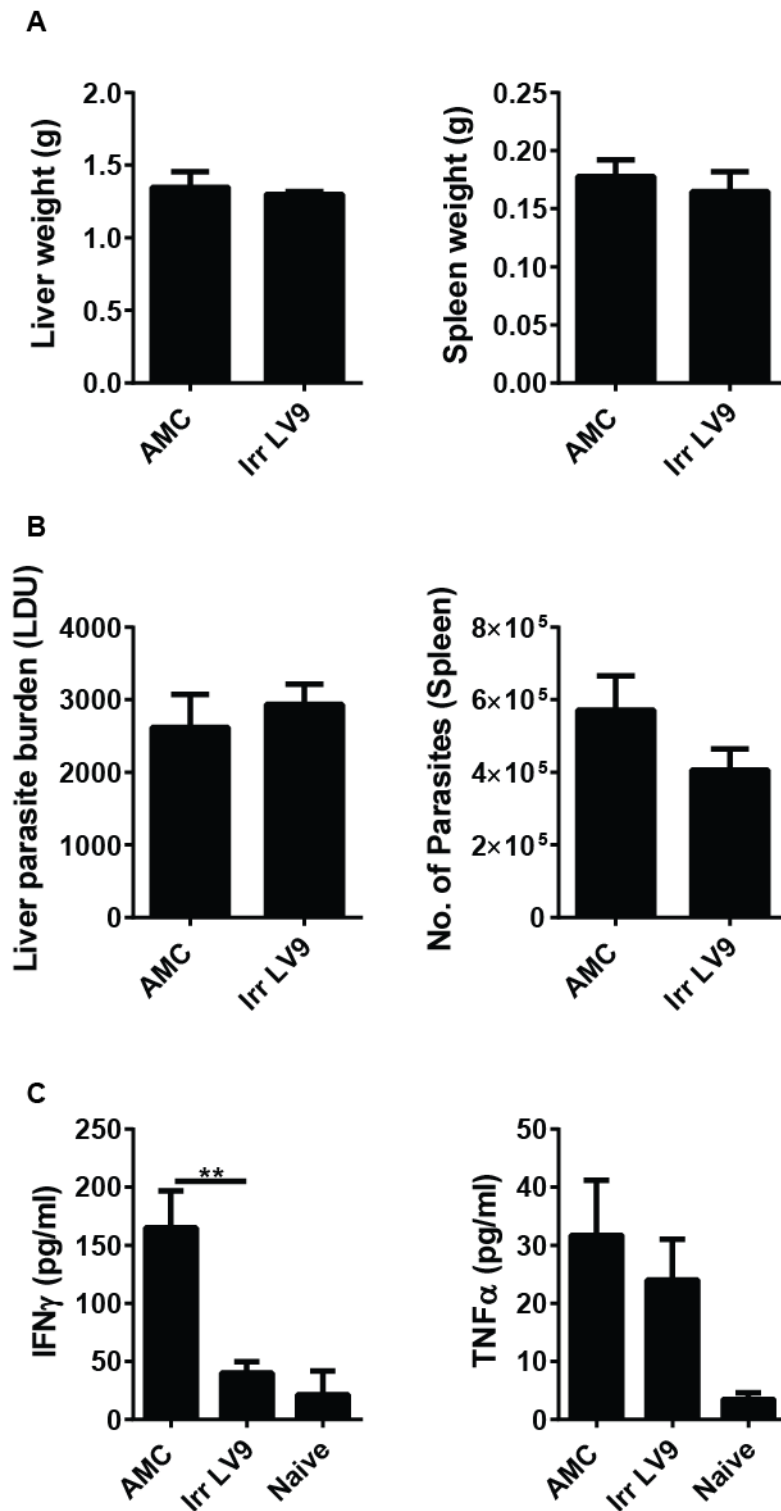 A
Liver weight (g)
2.0
1.5
1.0
0.5
0.0
AMC
Irr LV9
Spleen weight (g)
0.25
0.20
0.15
0.10
0.05
0.00
AMC
Irr LV9
B
Liver parasite burden (LDU)
4000
3000
2000
1000
0
AMC
Irr LV9
No. of Parasites (Spleen)
8×10⁵
6×10⁵
4×10⁵
2×10⁵
0
AMC
Irr LV9
C
IFNγ (pg/ml)
250
200
150
100
50
0
**
AMC
Irr LV9
Naive
TNFα (pg/ml)
50
40
30
20
10
0
AMC
Irr LV9
Naive